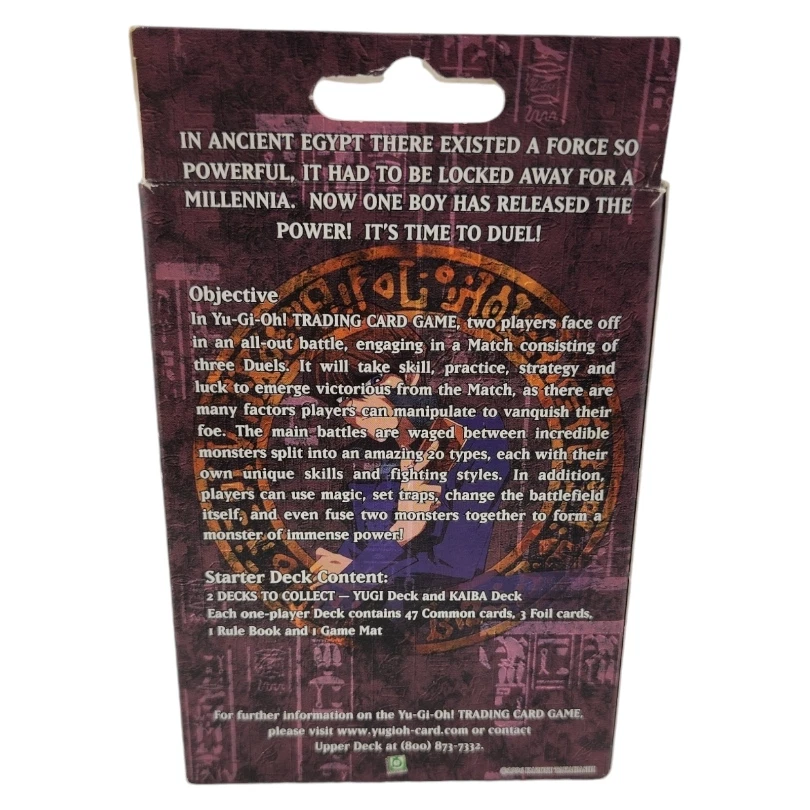 IN ANCIENT EGYPT THERE EXISTED A FORCE SO
POWERFUL, IT HAD TO BE LOCKED AWAY FOR A
MILLENNIA. NOW ONE BOY HAS RELEASED THE
POWER! IT'S TIME TO DUEL!
Objective
In Yu-Gi-Oh! TRADING CARD GAME, two players face off
in an all-out battle, engaging in a Match consisting of
three Duels. It will take skill, practice, strategy and
luck to emerge victorious from the Match, as there are
many factors players can manipulate to vanquish their
foe. The main battles are waged between incredible
monsters split into an amazing 20 types, each with their
own unique skills and fighting styles. In addition,
players can use magic, set traps, change the battlefield
itself, and even fuse two monsters together to form a
monster of immense power!
Starter Deck Content:
2 DECKS TO COLLECT — YUGI Deck and KAIBA Deck
Each one-player Deck contains 47 Common cards, 3 Foil cards,
1 Rule Book and 1 Game Mat
For further information on the Yu-Gi-Oh! TRADING CARD GAME,
please visit www.yugioh-card.com or contact
Upper Deck at (800) 873-7332.